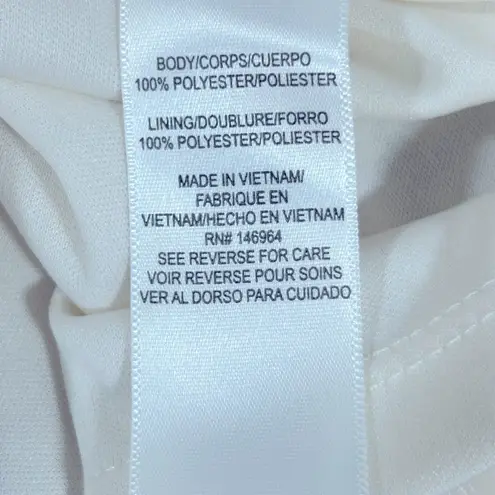 BODY/CORPS/CUERPO
100% POLYESTER/POLIESTER
LINING/DOUBLURE/FORRO
100% POLYESTER/POLIESTER
MADE IN VIETNAM/
FABRIQUE EN
VIETNAM/HECHO EN VIETNAM
RN# 146964
SEE REVERSE FOR CARE
VOIR REVERSE POUR SOINS
VER AL DORSO PARA CUIDADO